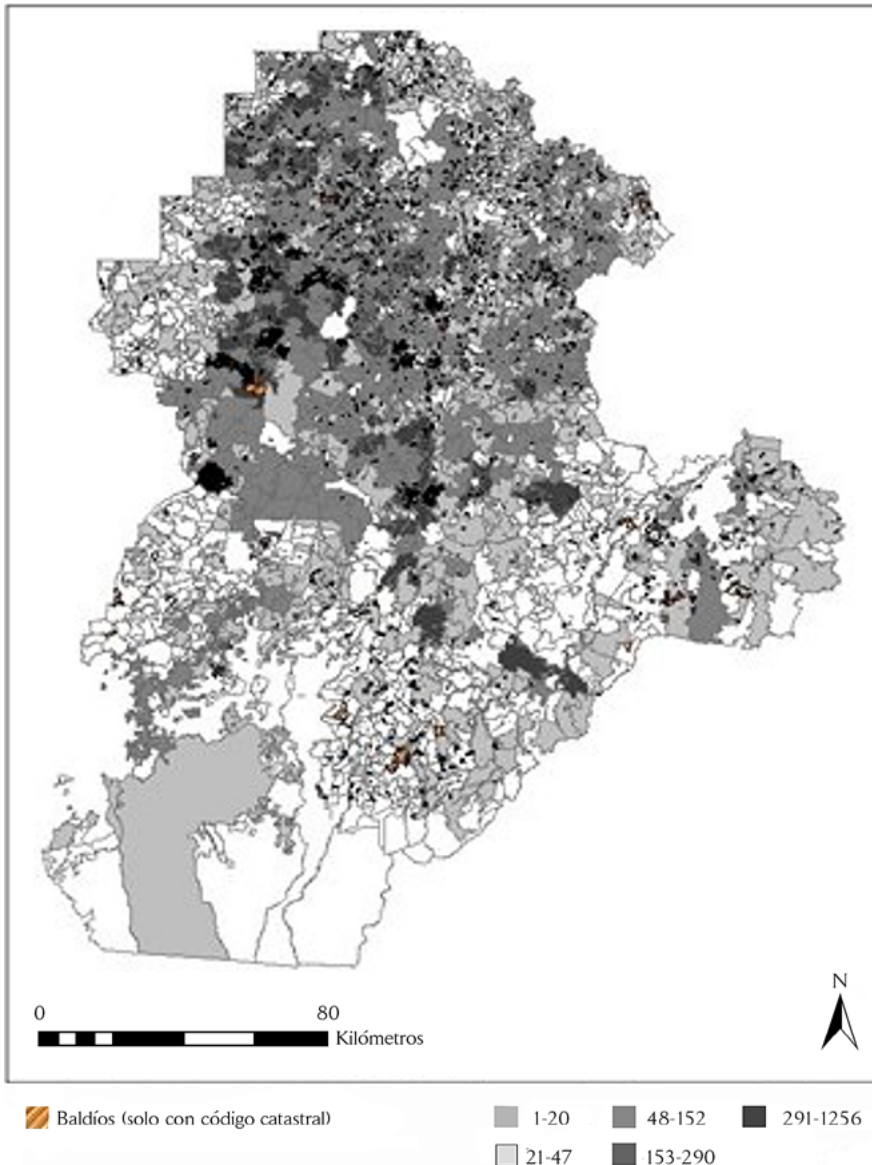 N
0 80
Kilómetros
Baldíos (solo con código catastral)
1-20 48-152 291-1256
21-47 153-290